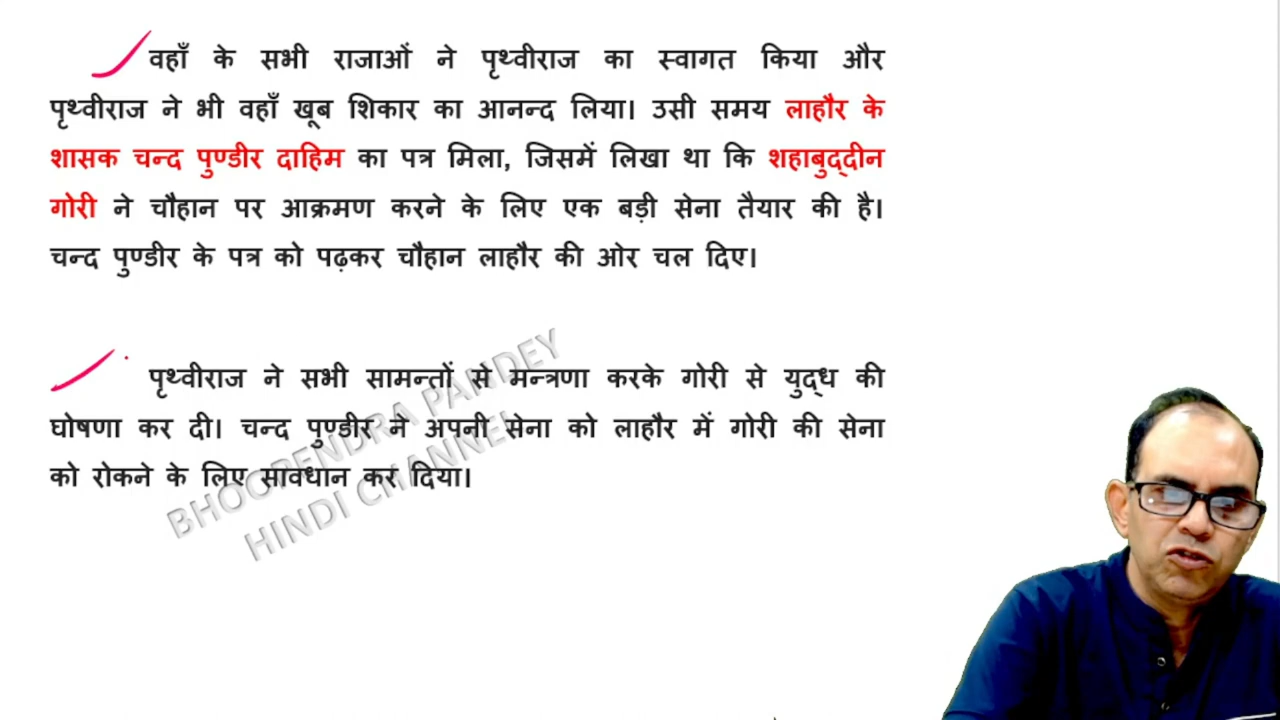 वहाँ के सभी राजाओं ने पृथ्वीराज का स्वागत किया और
पृथ्वीराज ने भी वहाँ खूब शिकार का आनन्द लिया। उसी समय लाहौर के
शासक चन्द पुण्डीर दाहिम का पत्र मिला, जिसमें लिखा था कि शहाबुद्दीन
गोरी ने चौहान पर आक्रमण करने के लिए एक बड़ी सेना तैयार की है।
चन्द पुण्डीर के पत्र को पढ़कर चौहान लाहौर की ओर चल दिए।
पृथ्वीराज ने सभी सामन्तों से मन्त्रणा करके गोरी से युद्ध की
घोषणा कर दी। चन्द पुण्डीर ने अपनी सेना को लाहौर में गोरी की सेना
को रोकने के लिए सावधान कर दिया।
BHOOPENDRA PANDEY
HINDI CHANNEL